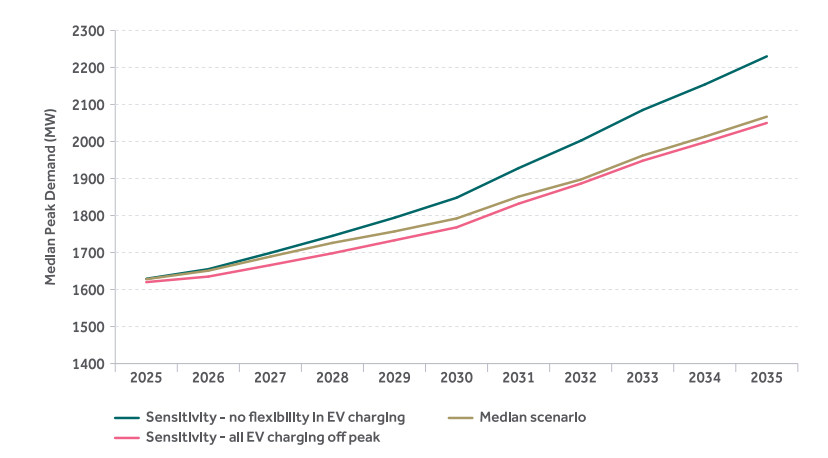 Median Peak Demand (MW)
2300
2200
2100
2000
1900
1800
1700
1600
1500
1400
2025 2026 2027 2028 2029 2030 2031 2032 2033 2034 2035
Sensitivity - no flexibility in EV charging Median scenario
Sensitivity - all EV charging off peak